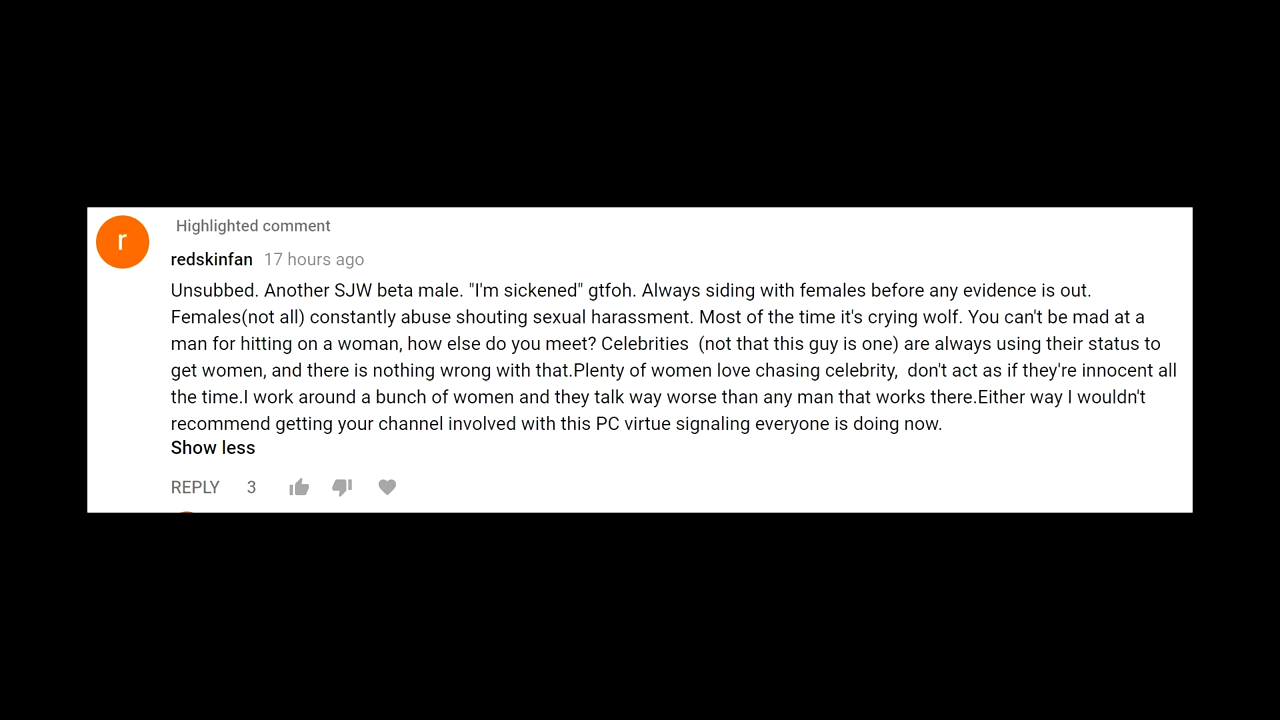 r
Highlighted comment
redskinfan 17 hours ago
Unsubbed. Another SJW beta male. "I'm sickened" gtfoh. Always siding with females before any evidence is out.
Females(not all) constantly abuse shouting sexual harassment. Most of the time it's crying wolf. You can't be mad at a
man for hitting on a woman, how else do you meet? Celebrities  (not that this guy is one) are always using their status to
get women, and there is nothing wrong with that.Plenty of women love chasing celebrity,  don't act as if they're innocent all
the time.I work around a bunch of women and they talk way worse than any man that works there.Either way I wouldn't
recommend getting your channel involved with this PC virtue signaling everyone is doing now.
Show less
REPLY 3